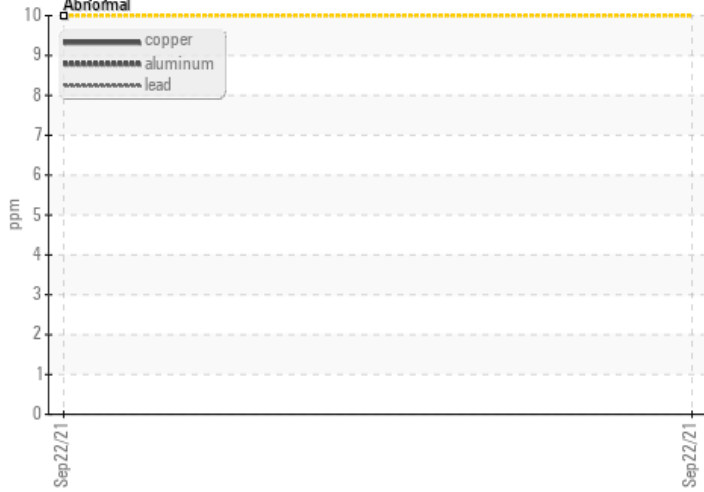 Abnormal
10
copper
9
aluminum
lead
8
7
6
ppm
5
4
3
2
1
0
Sep22/21
Sep22/21